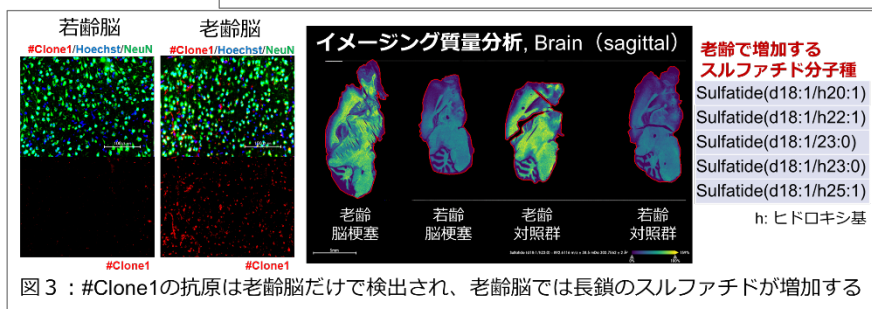 若齢脳
老齢脳
#Clone1/Hoechst/NeuN
#Clone1/Hoechst/NeuN
#Clone1
#Clone1
イメージング質量分析, Brain（sagittal）
老齢
脳梗塞
若齢
脳梗塞
老齢
対照群
若齢
対照群
老齢で増加する
スルファチド分子種
Sulfatide(d18:1/h20:1)
Sulfatide(d18:1/h22:1)
Sulfatide(d18:1/23:0)
Sulfatide(d18:1/h23:0)
Sulfatide(d18:1/h25:1)
h: ヒドロキシ基
図３：#Clone1の抗原は老齢脳だけで検出され、老齢脳では長鎖のスルファチドが増加する